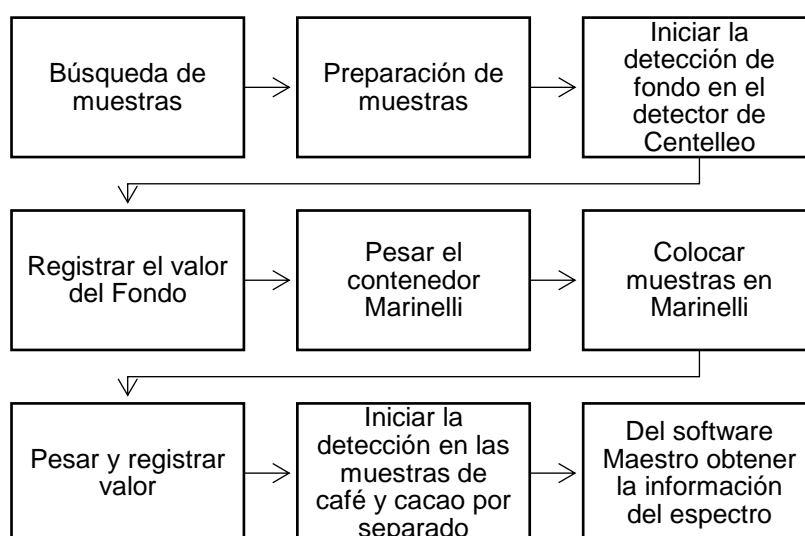 Búsqueda de
muestras
Preparación de
muestras
Iniciar la
detección de
fondo en el
detector de
Centelleo
Registrar el valor
del Fondo
Pesar el
contenedor
Marinelli
Colocar
muestras en
Marinelli
Pesar y registrar
valor
Iniciar la
detección en las
muestras de
café y cacao por
separado
Del software
Maestro obtener
la información
del espectro